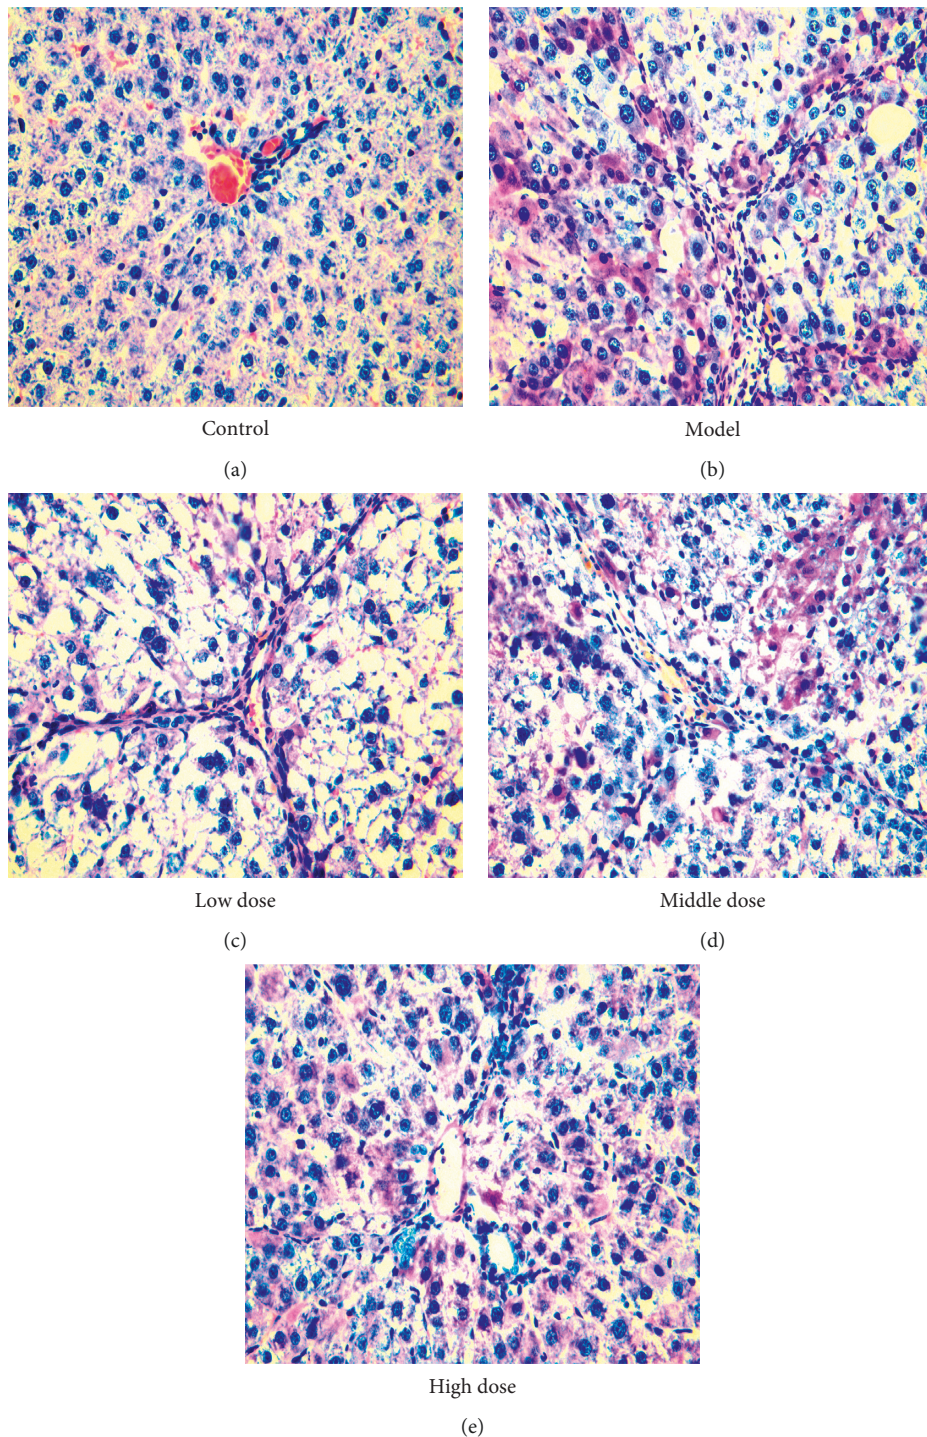 Control
(a)
Model
(b)
Low dose
(c)
Middle dose
(d)
High dose
(e)